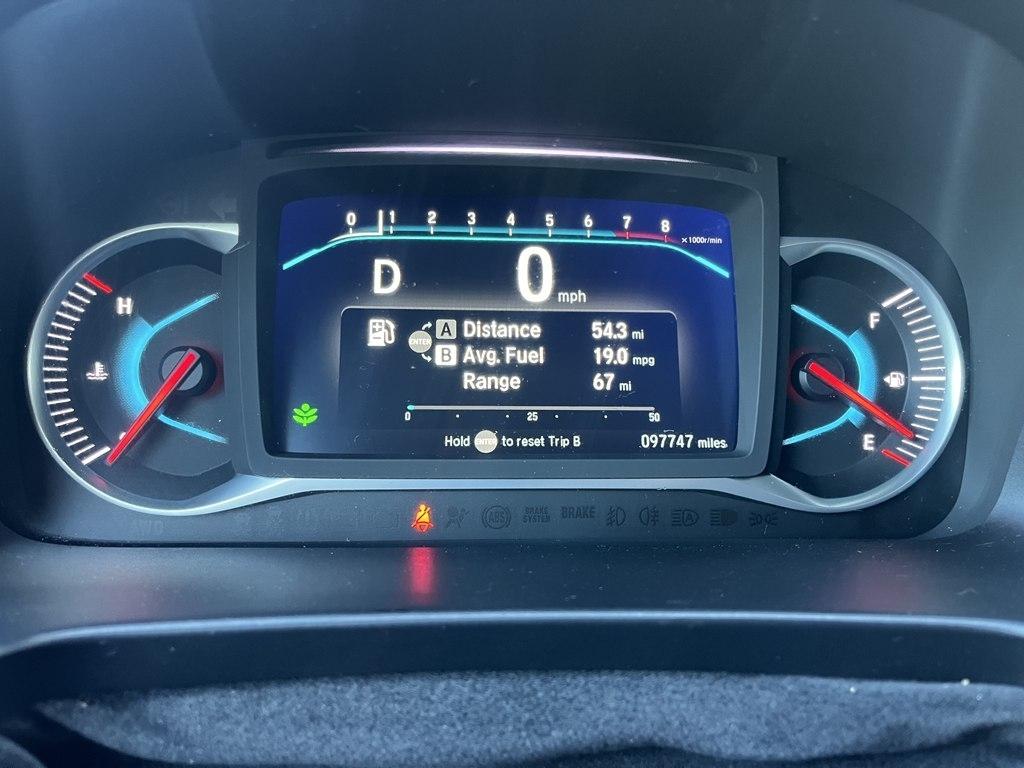 0 1 2 3 4 5 6 7 8 x1000r/min
D 0 mph
H
F
A Distance 54.3 mi
ENTER
B Avg. Fuel 19.0 mpg
Range 67 mi
0 25 50
E
Hold ENTER to reset Trip B 097747 miles
ABS BRAKE SYSTEM BRAKE A